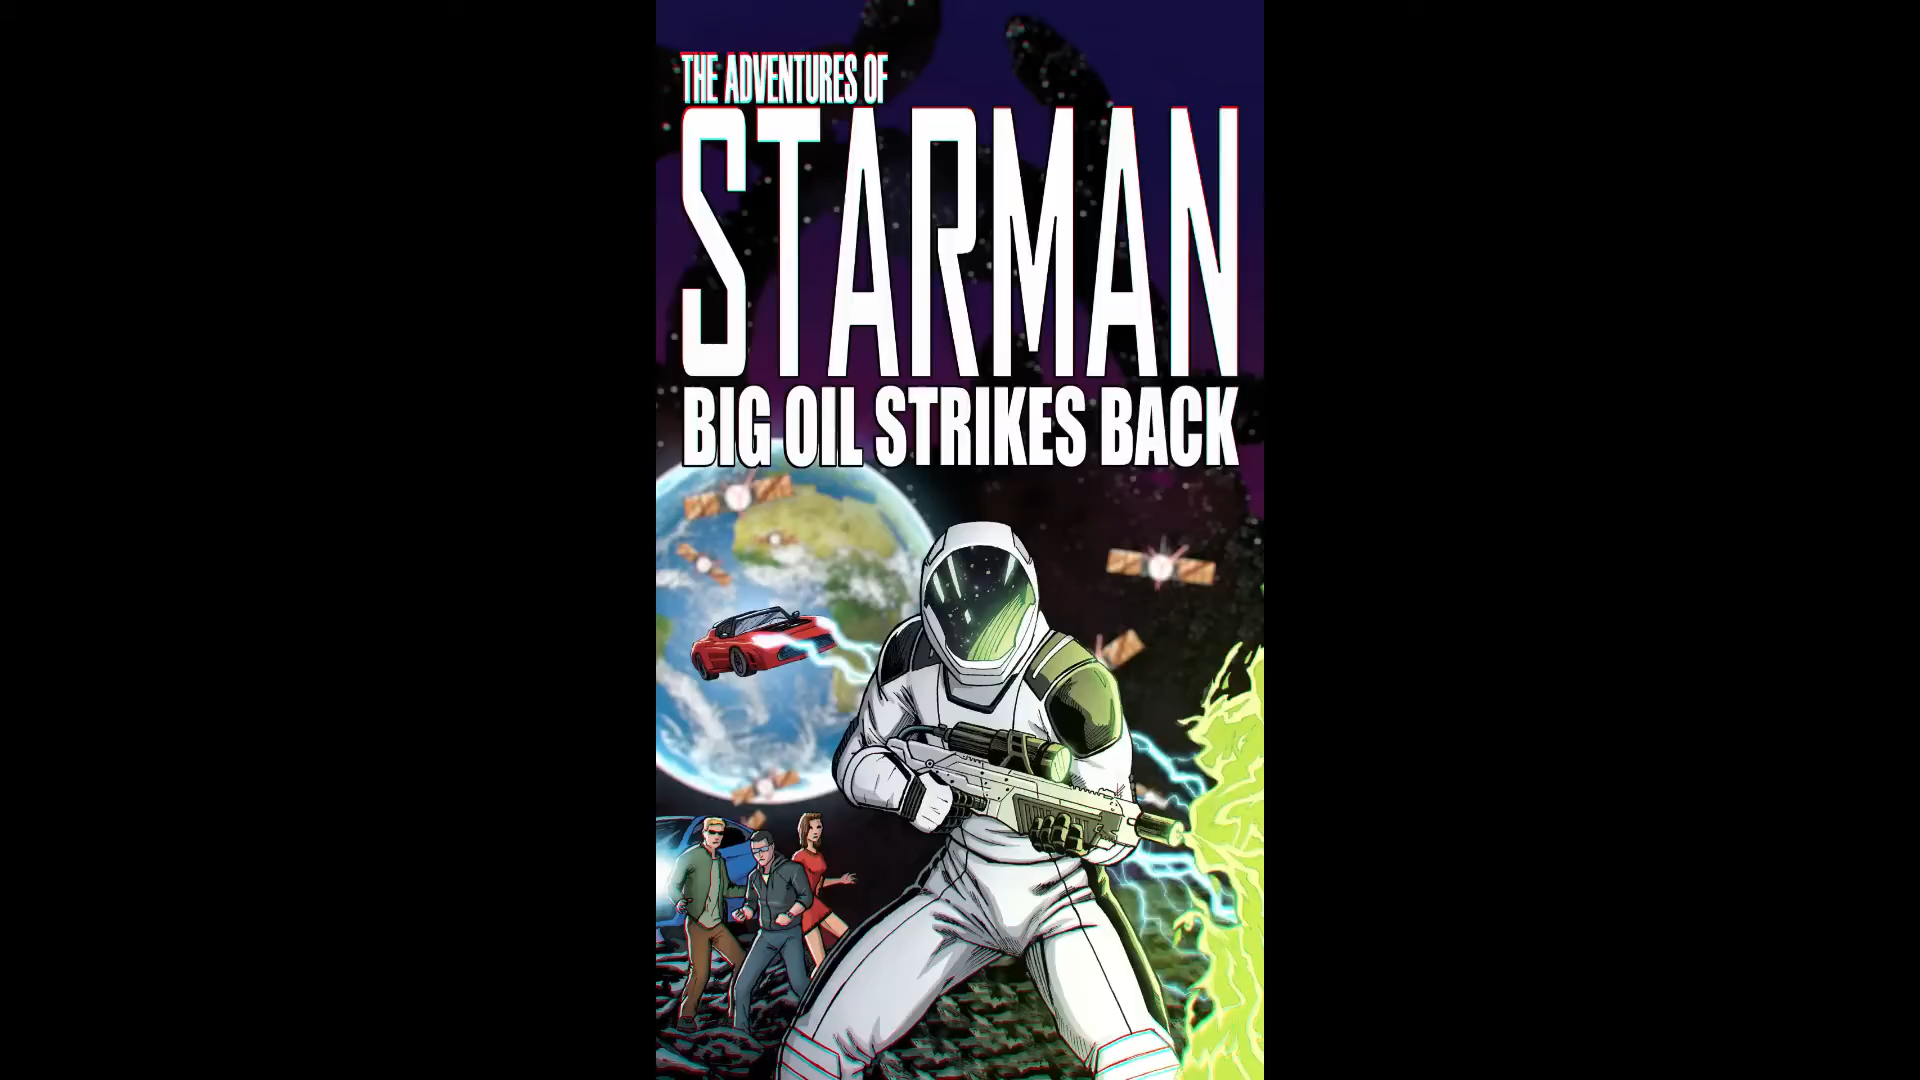 THE ADVENTURES OF
STARMAN
BIG OIL STRIKES BACK